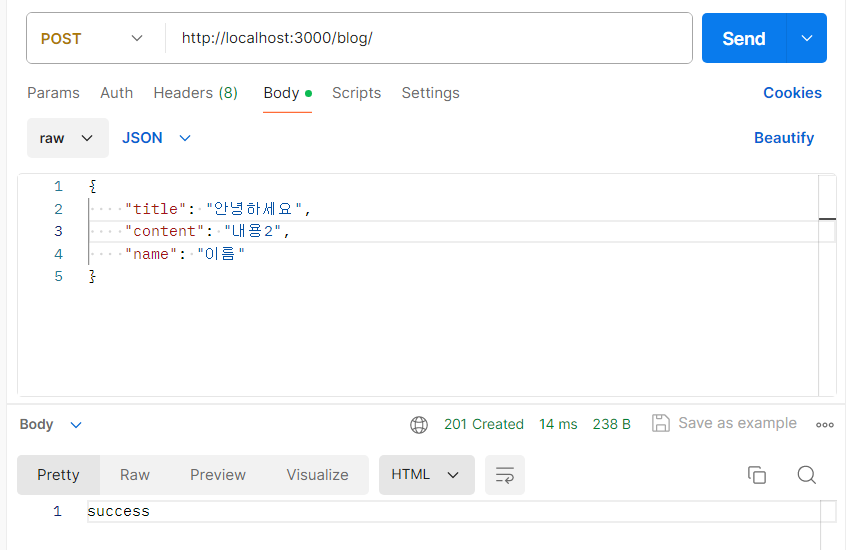 POST http://localhost:3000/blog/ Send
Params Auth Headers (8) Body Scripts Settings Cookies
raw JSON Beautify
1 {
2 "title": "안녕하세요",
3 "content": "내용2",
4 "name": "이름"
5 }
Body 201 Created 14 ms 238 B Save as example
Pretty Raw Preview Visualize HTML
1 success